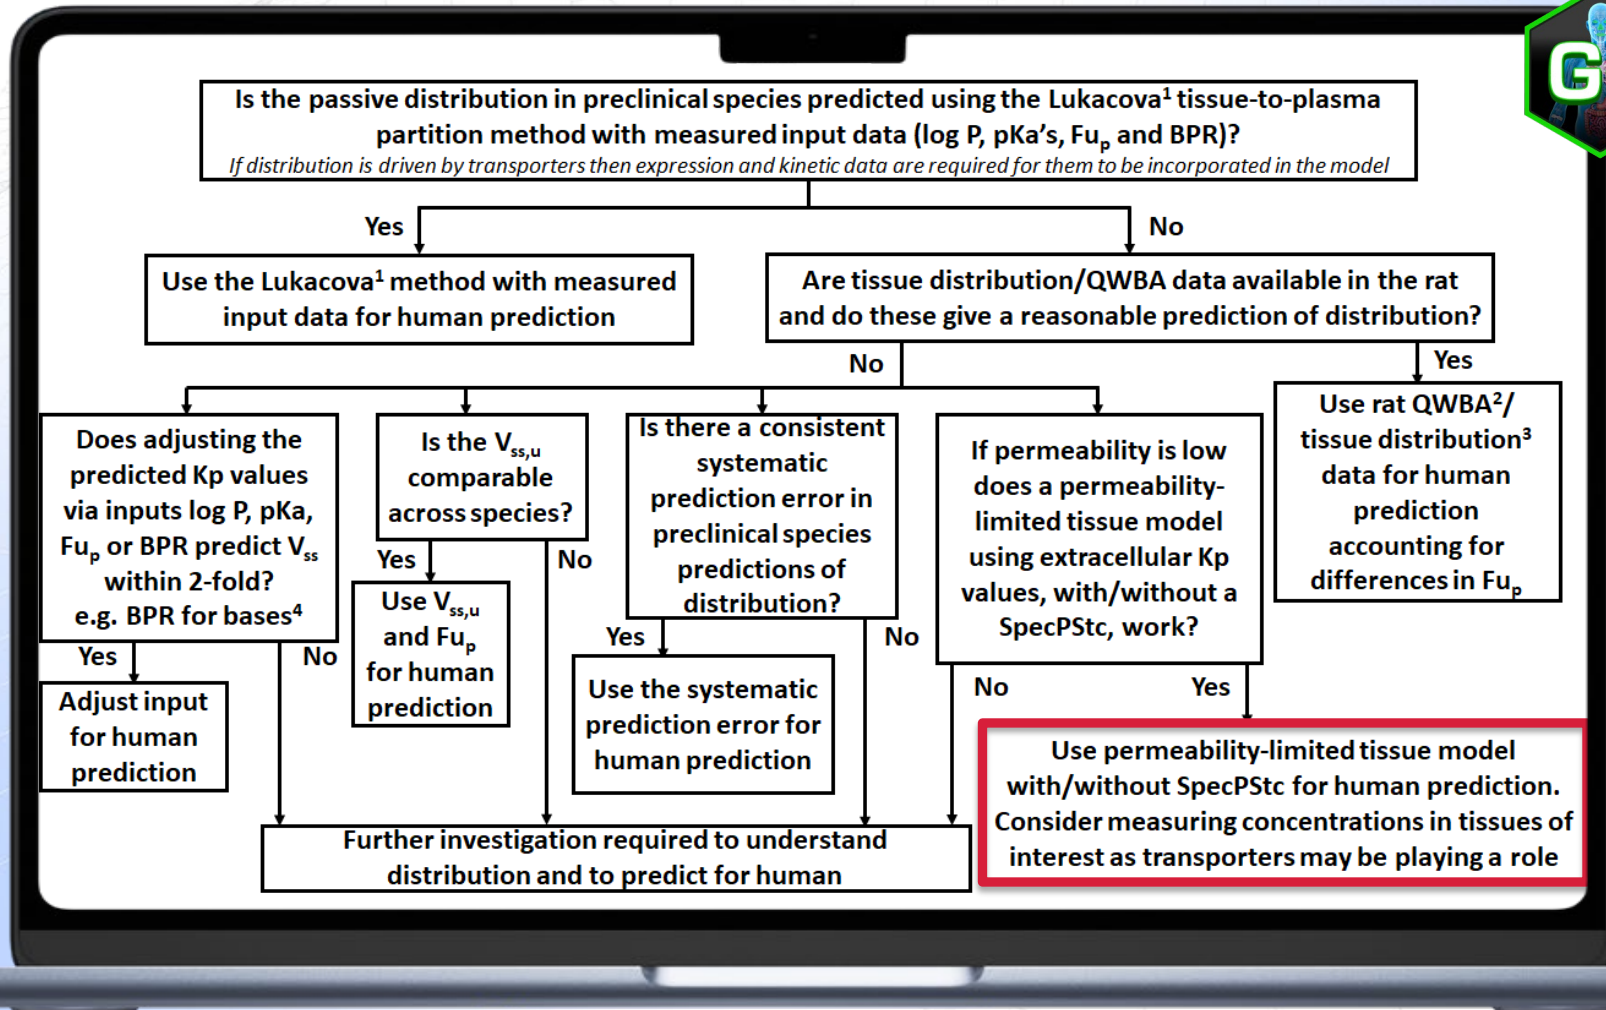 G
Is the passive distribution in preclinical species predicted using the Lukacova¹ tissue-to-plasma
partition method with measured input data (log P, pKa's, Fuₚ and BPR)?
If distribution is driven by transporters then expression and kinetic data are required for them to be incorporated in the model
Yes
No
Use the Lukacova¹ method with measured
input data for human prediction
Are tissue distribution/QWBA data available in the rat
and do these give a reasonable prediction of distribution?
No
Yes
Does adjusting the
predicted Kp values
via inputs log P, pKa,
Fuₚ or BPR predict Vₛₛ
within 2-fold?
e.g. BPR for bases⁴
Is the Vₛₛ,ᵤ
comparable
across species?
Is there a consistent
systematic
prediction error in
preclinical species
predictions of
distribution?
If permeability is low
does a permeability-
limited tissue model
using extracellular Kp
values, with/without a
SpecPStc, work?
Use rat QWBA²/
tissue distribution³
data for human
prediction
accounting for
differences in Fuₚ
Yes
No
Yes
No
Yes
No
No
Yes
Adjust input
for human
prediction
Use Vₛₛ,ᵤ
and Fuₚ
for human
prediction
Use the systematic
prediction error for
human prediction
Use permeability-limited tissue model
with/without SpecPStc for human prediction.
Consider measuring concentrations in tissues of
interest as transporters may be playing a role
Further investigation required to understand
distribution and to predict for human